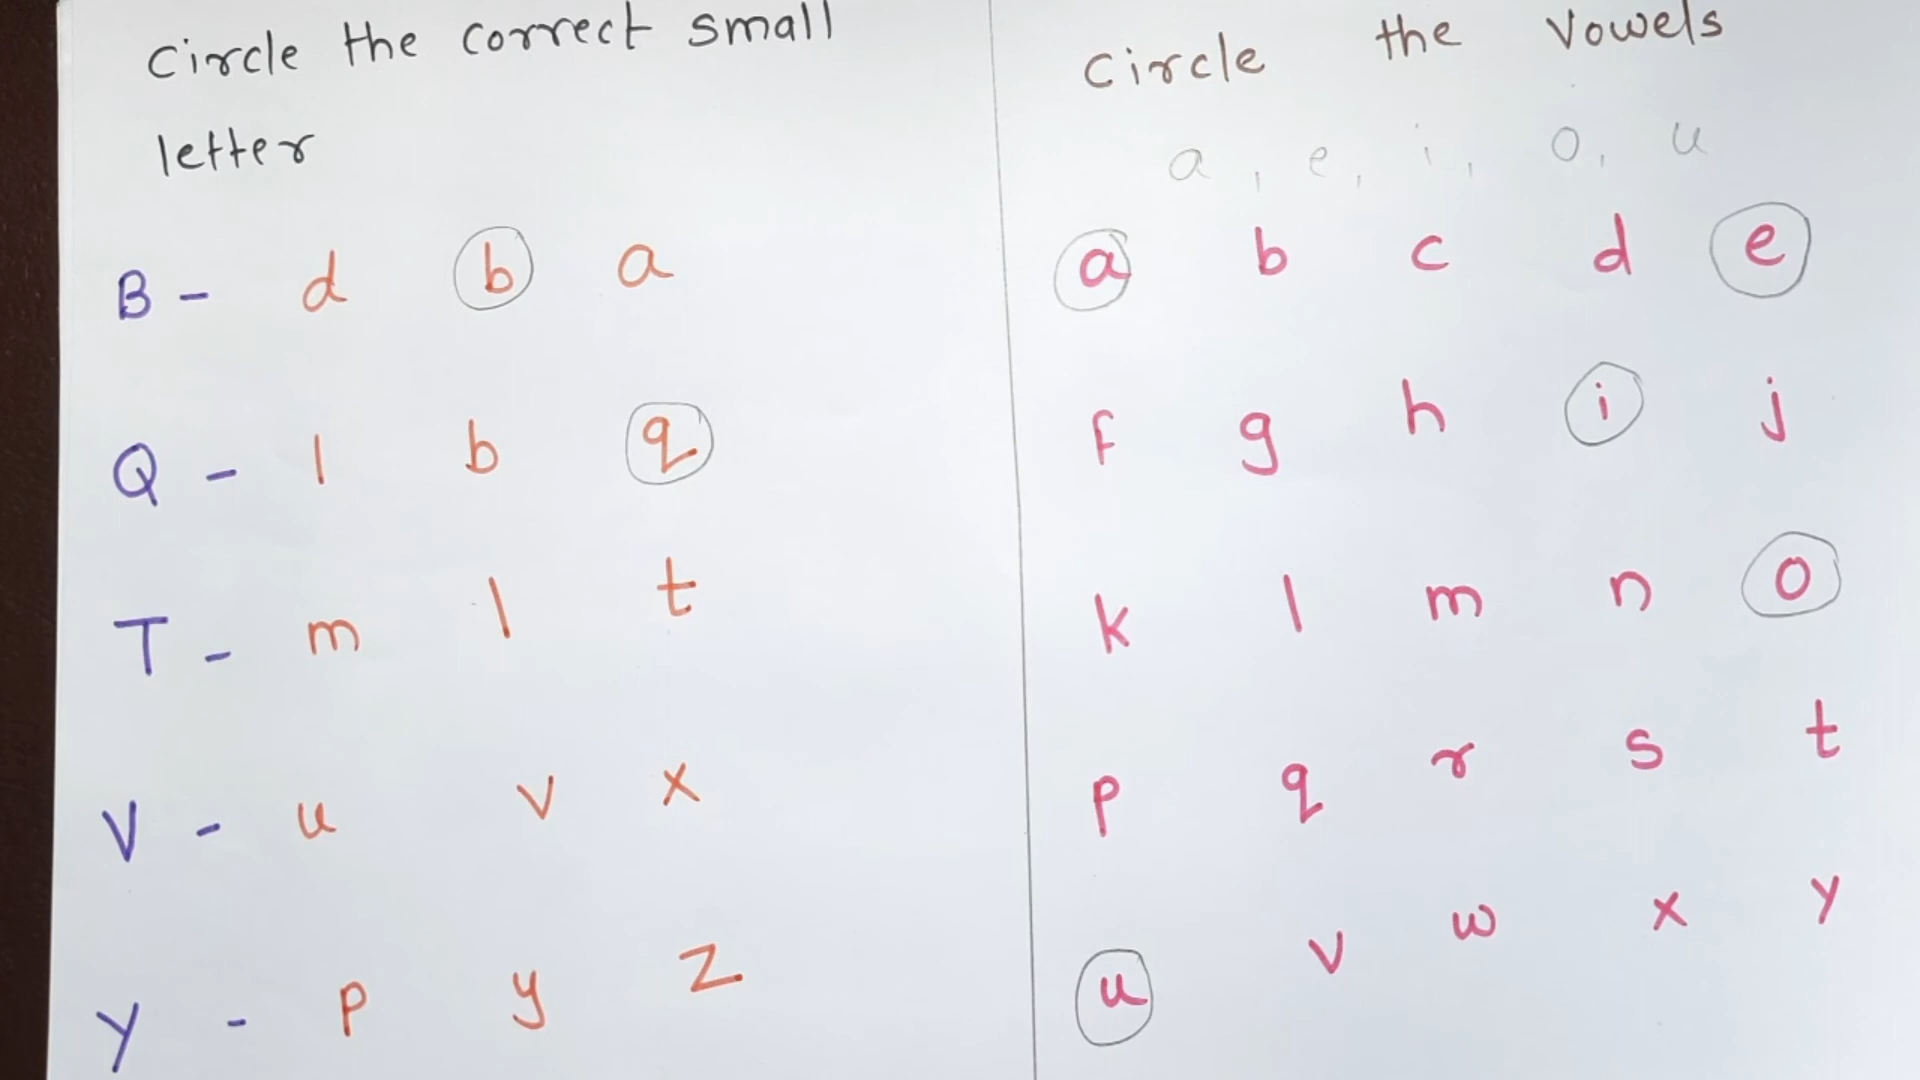 Circle the correct small
letter
B - d b a
Q - l b q
T - m l t
V - u v x
Y - p y z
Circle the Vowels
a, e, i, o, u
a b c d e
f g h i j
k l m n o
p q r s t
u v w x y